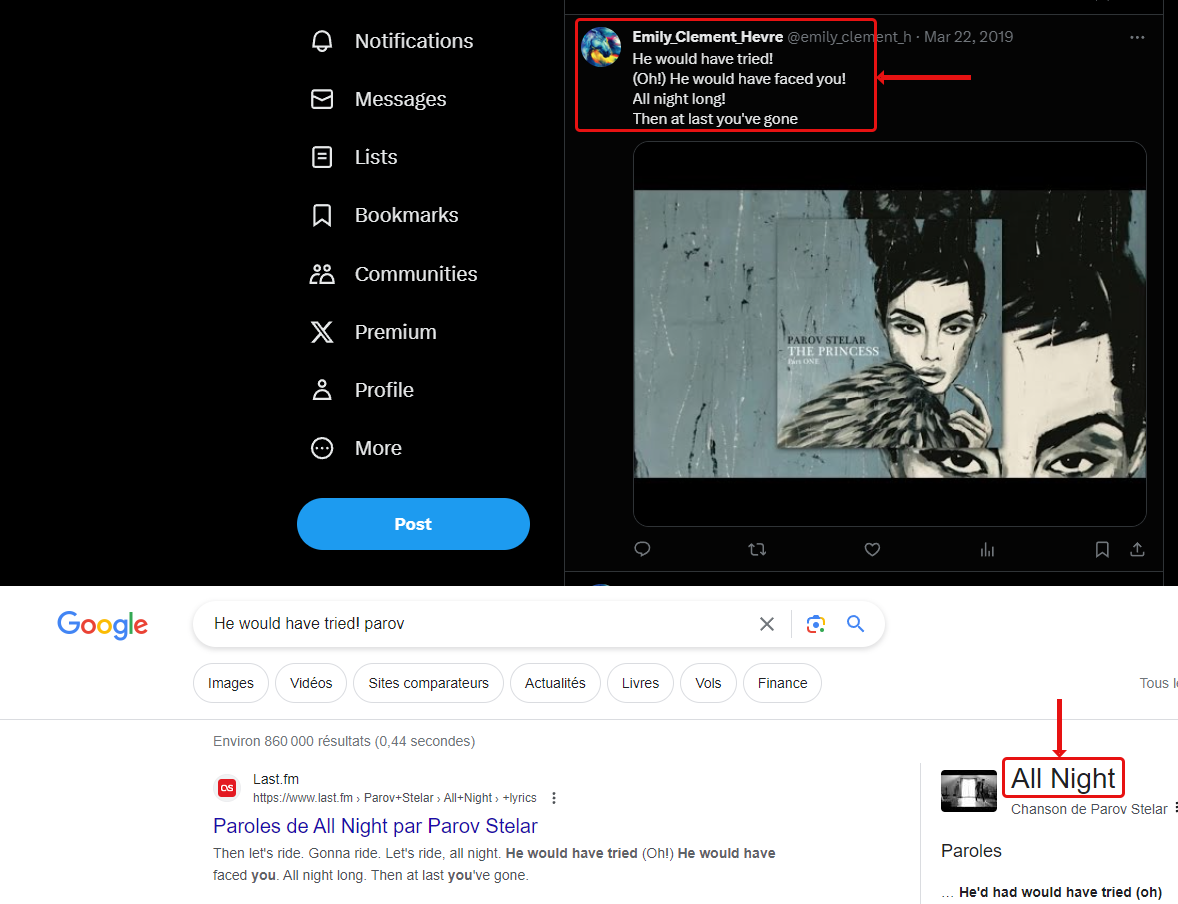 Notifications
Messages
Lists
Bookmarks
Communities
Premium
Profile
More
Post
Emily_Clement_Hevre @emily_clement_h · Mar 22, 2019
He would have tried!
(Oh!) He would have faced you!
All night long!
Then at last you've gone
PAROV STELAR
THE PRINCESS
Part ONE
Google
He would have tried! parov
Images
Vidéos
Sites comparateurs
Actualités
Livres
Vols
Finance
Tous l
Environ 860 000 résultats (0,44 secondes)
Last.fm
https://www.last.fm › Parov+Stelar › All+Night › +lyrics
Paroles de All Night par Parov Stelar
Then let's ride. Gonna ride. Let's ride, all night. He would have tried (Oh!) He would have
faced you. All night long. Then at last you've gone.
All Night
Chanson de Parov Stelar
Paroles
... He'd had would have tried (oh)